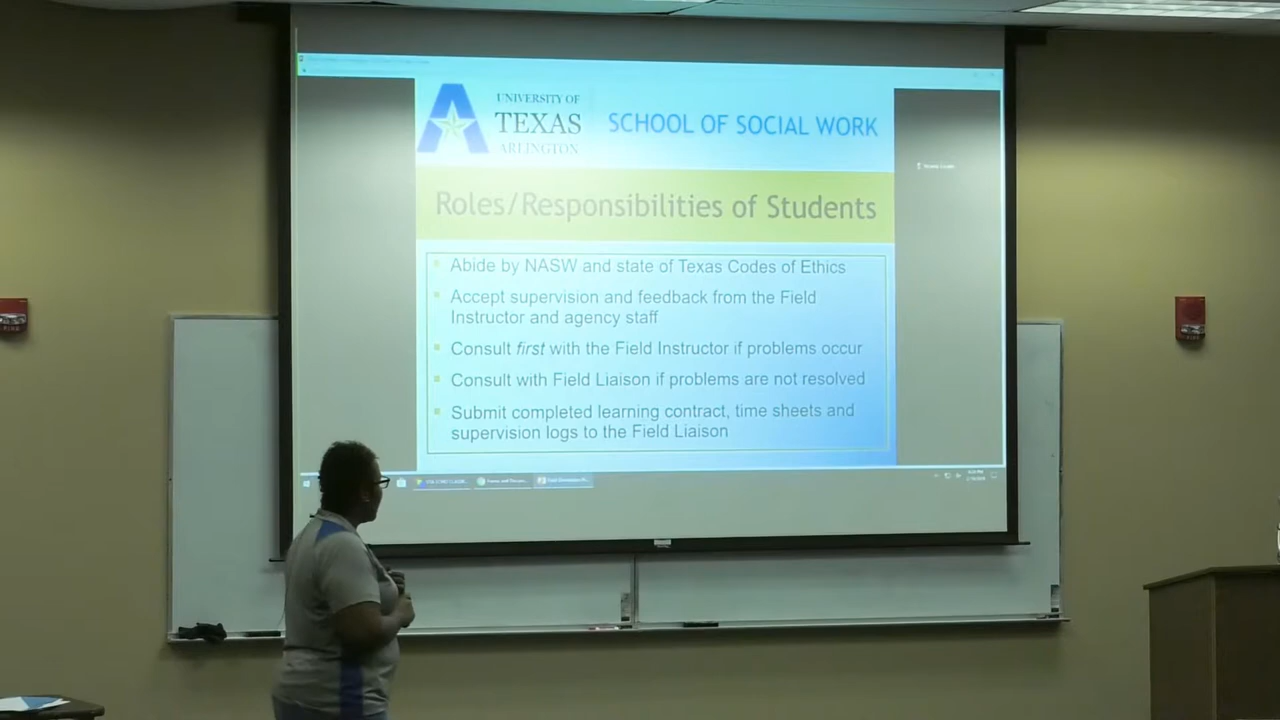 UNIVERSITY OF
TEXAS
ARLINGTON
SCHOOL OF SOCIAL WORK
Roles/Responsibilities of Students
Abide by NASW and state of Texas Codes of Ethics
Accept supervision and feedback from the Field
Instructor and agency staff
Consult first with the Field Instructor if problems occur
Consult with Field Liaison if problems are not resolved
Submit completed learning contract, time sheets and
supervision logs to the Field Liaison
FIRE